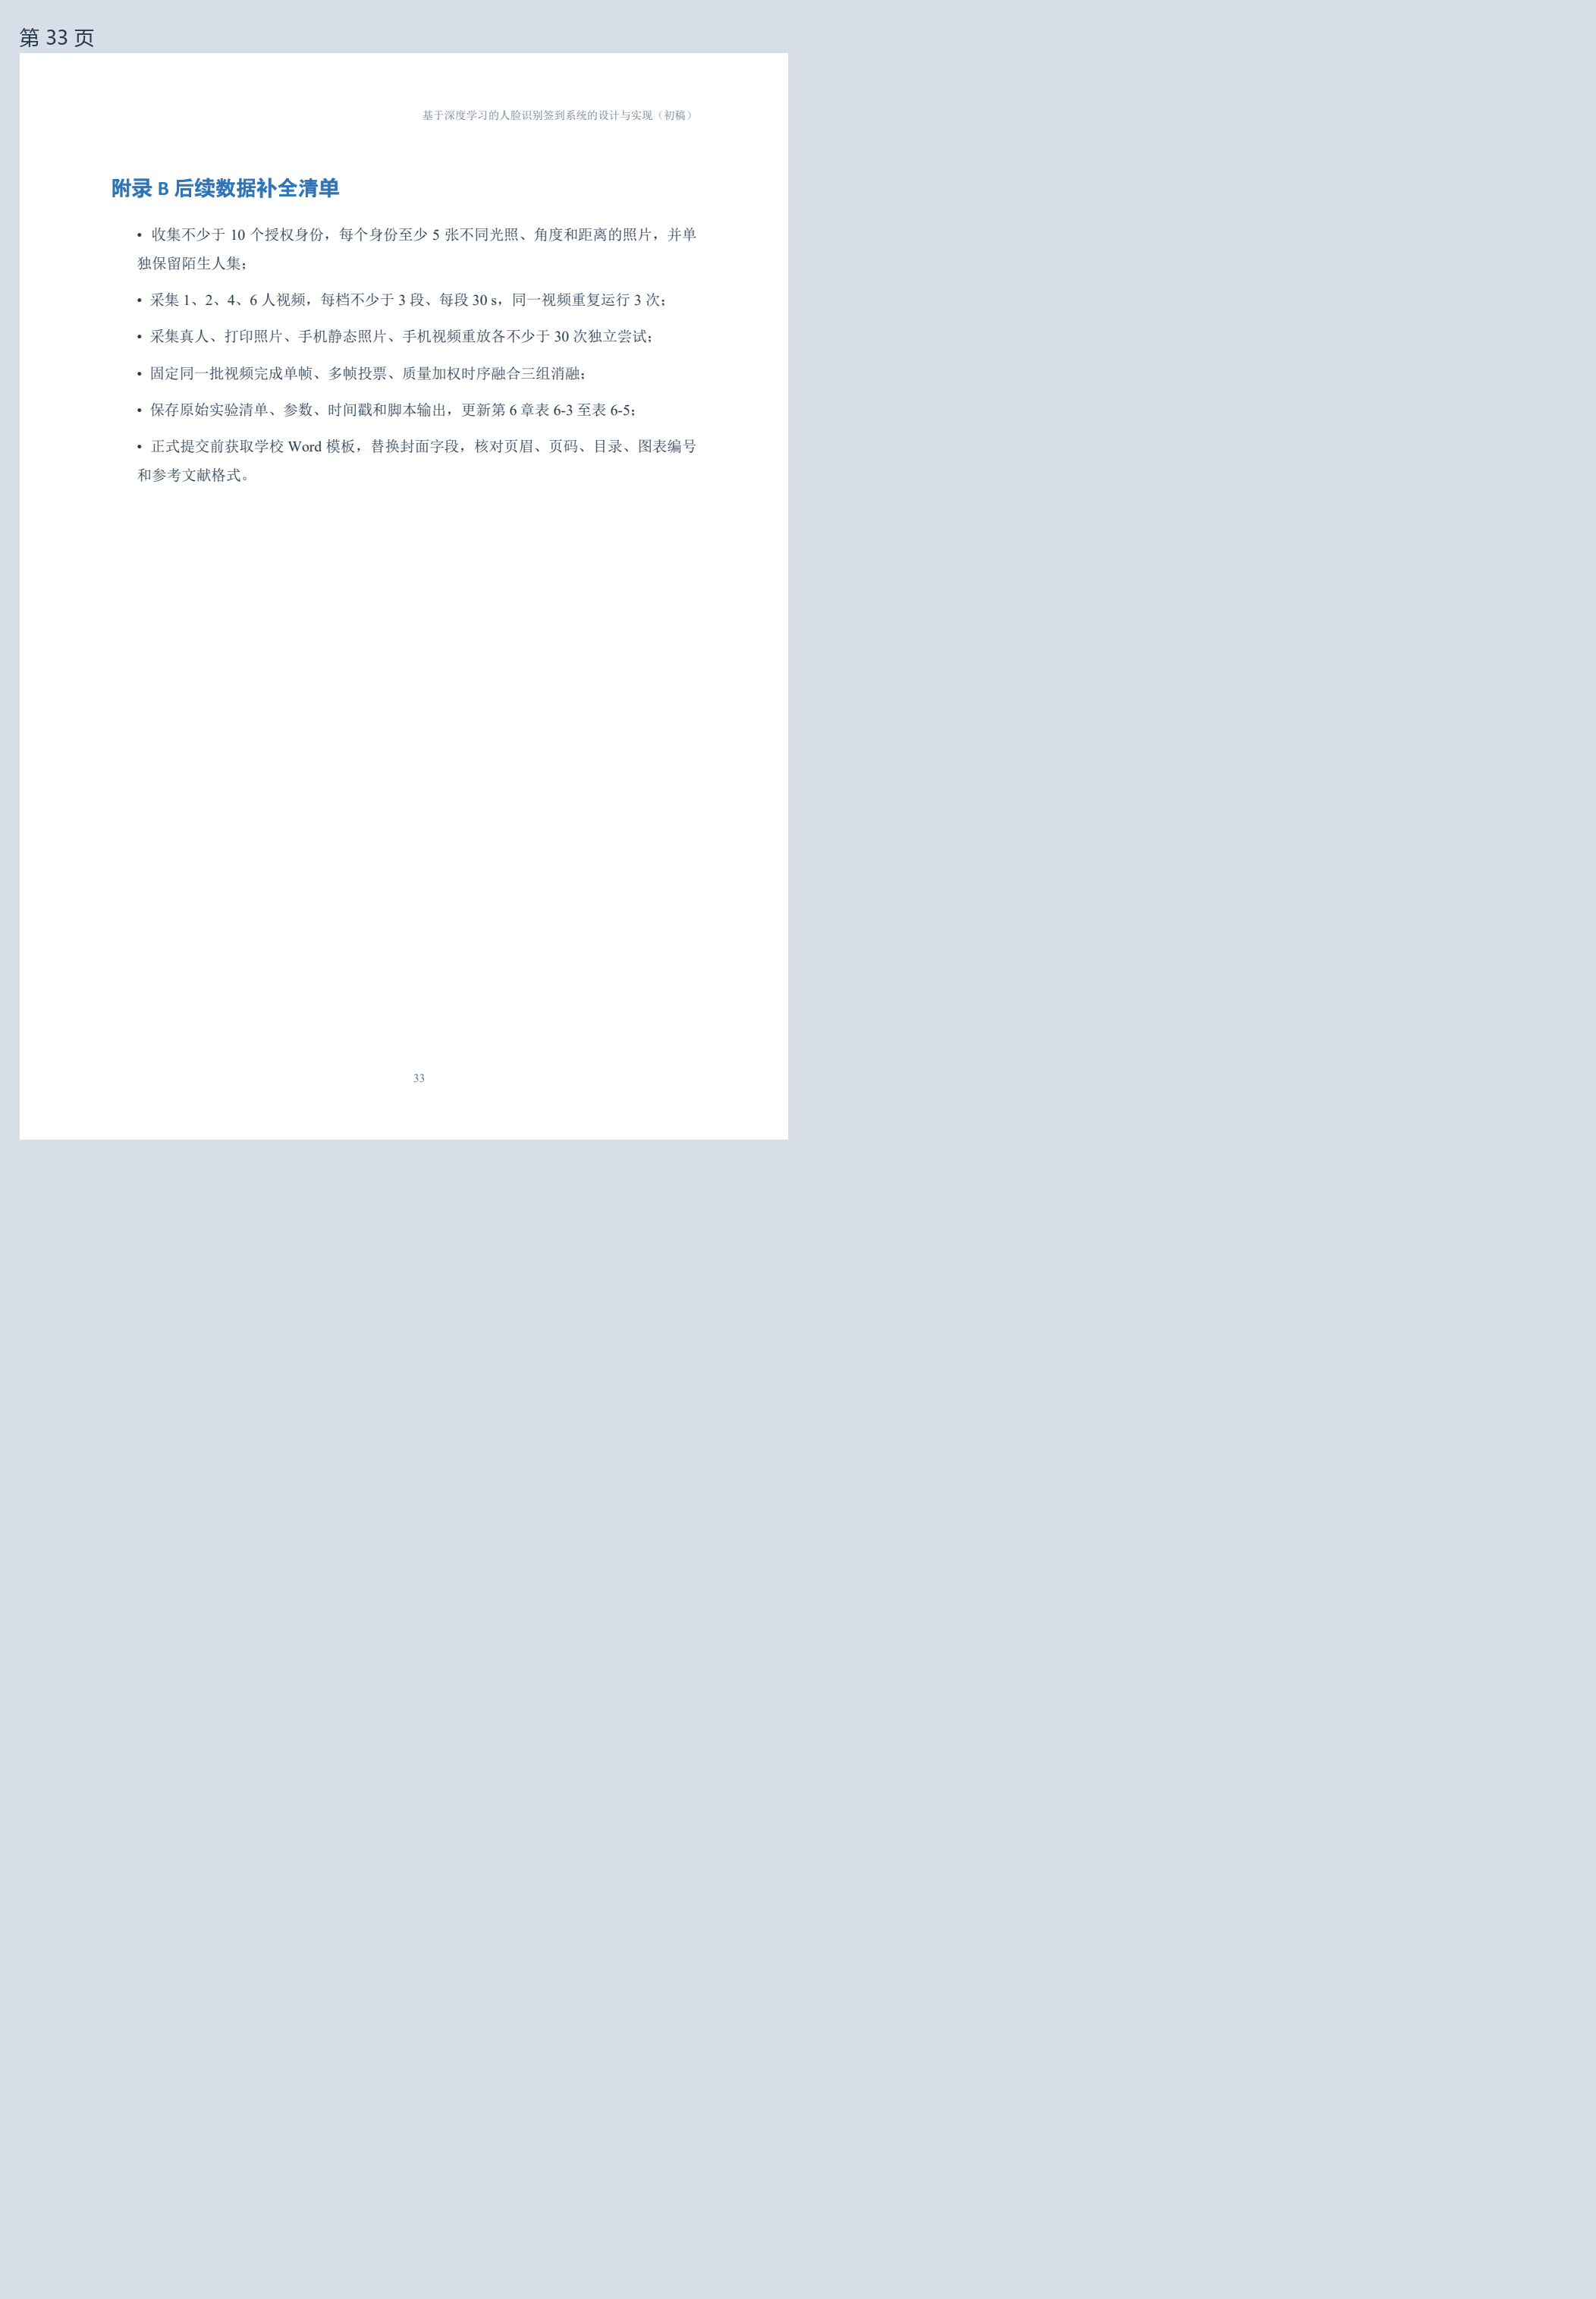 第 33 页
基于深度学习的人脸识别签到系统的设计与实现（初稿）
附录 B 后续数据补全清单
• 收集不少于 10 个授权身份，每个身份至少 5 张不同光照、角度和距离的照片，并单
独保留陌生人集；
• 采集 1、2、4、6 人视频，每档不少于 3 段、每段 30 s，同一视频重复运行 3 次；
• 采集真人、打印照片、手机静态照片、手机视频重放各不少于 30 次独立尝试；
• 固定同一批视频完成单帧、多帧投票、质量加权时序融合三组消融；
• 保存原始实验清单、参数、时间戳和脚本输出，更新第 6 章表 6-3 至表 6-5；
• 正式提交前获取学校 Word 模板，替换封面字段，核对页眉、页码、目录、图表编号
和参考文献格式。
33